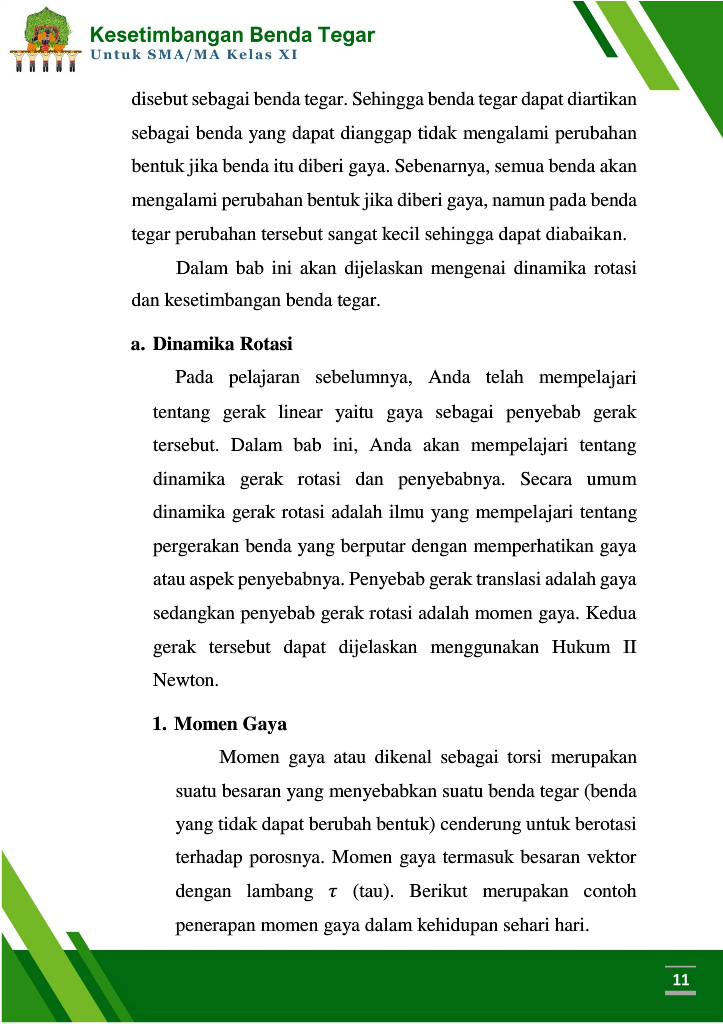 Kesetimbangan Benda Tegar
Untuk SMA/MA Kelas XI
disebut sebagai benda tegar. Sehingga benda tegar dapat diartikan
sebagai benda yang dapat dianggap tidak mengalami perubahan
bentuk jika benda itu diberi gaya. Sebenarnya, semua benda akan
mengalami perubahan bentuk jika diberi gaya, namun pada benda
tegar perubahan tersebut sangat kecil sehingga dapat diabaikan.
Dalam bab ini akan dijelaskan mengenai dinamika rotasi
dan kesetimbangan benda tegar.
a. Dinamika Rotasi
Pada pelajaran sebelumnya, Anda telah mempelajari
tentang gerak linear yaitu gaya sebagai penyebab gerak
tersebut. Dalam bab ini, Anda akan mempelajari tentang
dinamika gerak rotasi dan penyebabnya. Secara umum
dinamika gerak rotasi adalah ilmu yang mempelajari tentang
pergerakan benda yang berputar dengan memperhatikan gaya
atau aspek penyebabnya. Penyebab gerak translasi adalah gaya
sedangkan penyebab gerak rotasi adalah momen gaya. Kedua
gerak tersebut dapat dijelaskan menggunakan Hukum II
Newton.
1. Momen Gaya
Momen gaya atau dikenal sebagai torsi merupakan
suatu besaran yang menyebabkan suatu benda tegar (benda
yang tidak dapat berubah bentuk) cenderung untuk berotasi
terhadap porosnya. Momen gaya termasuk besaran vektor
dengan lambang τ (tau). Berikut merupakan contoh
penerapan momen gaya dalam kehidupan sehari hari.
11